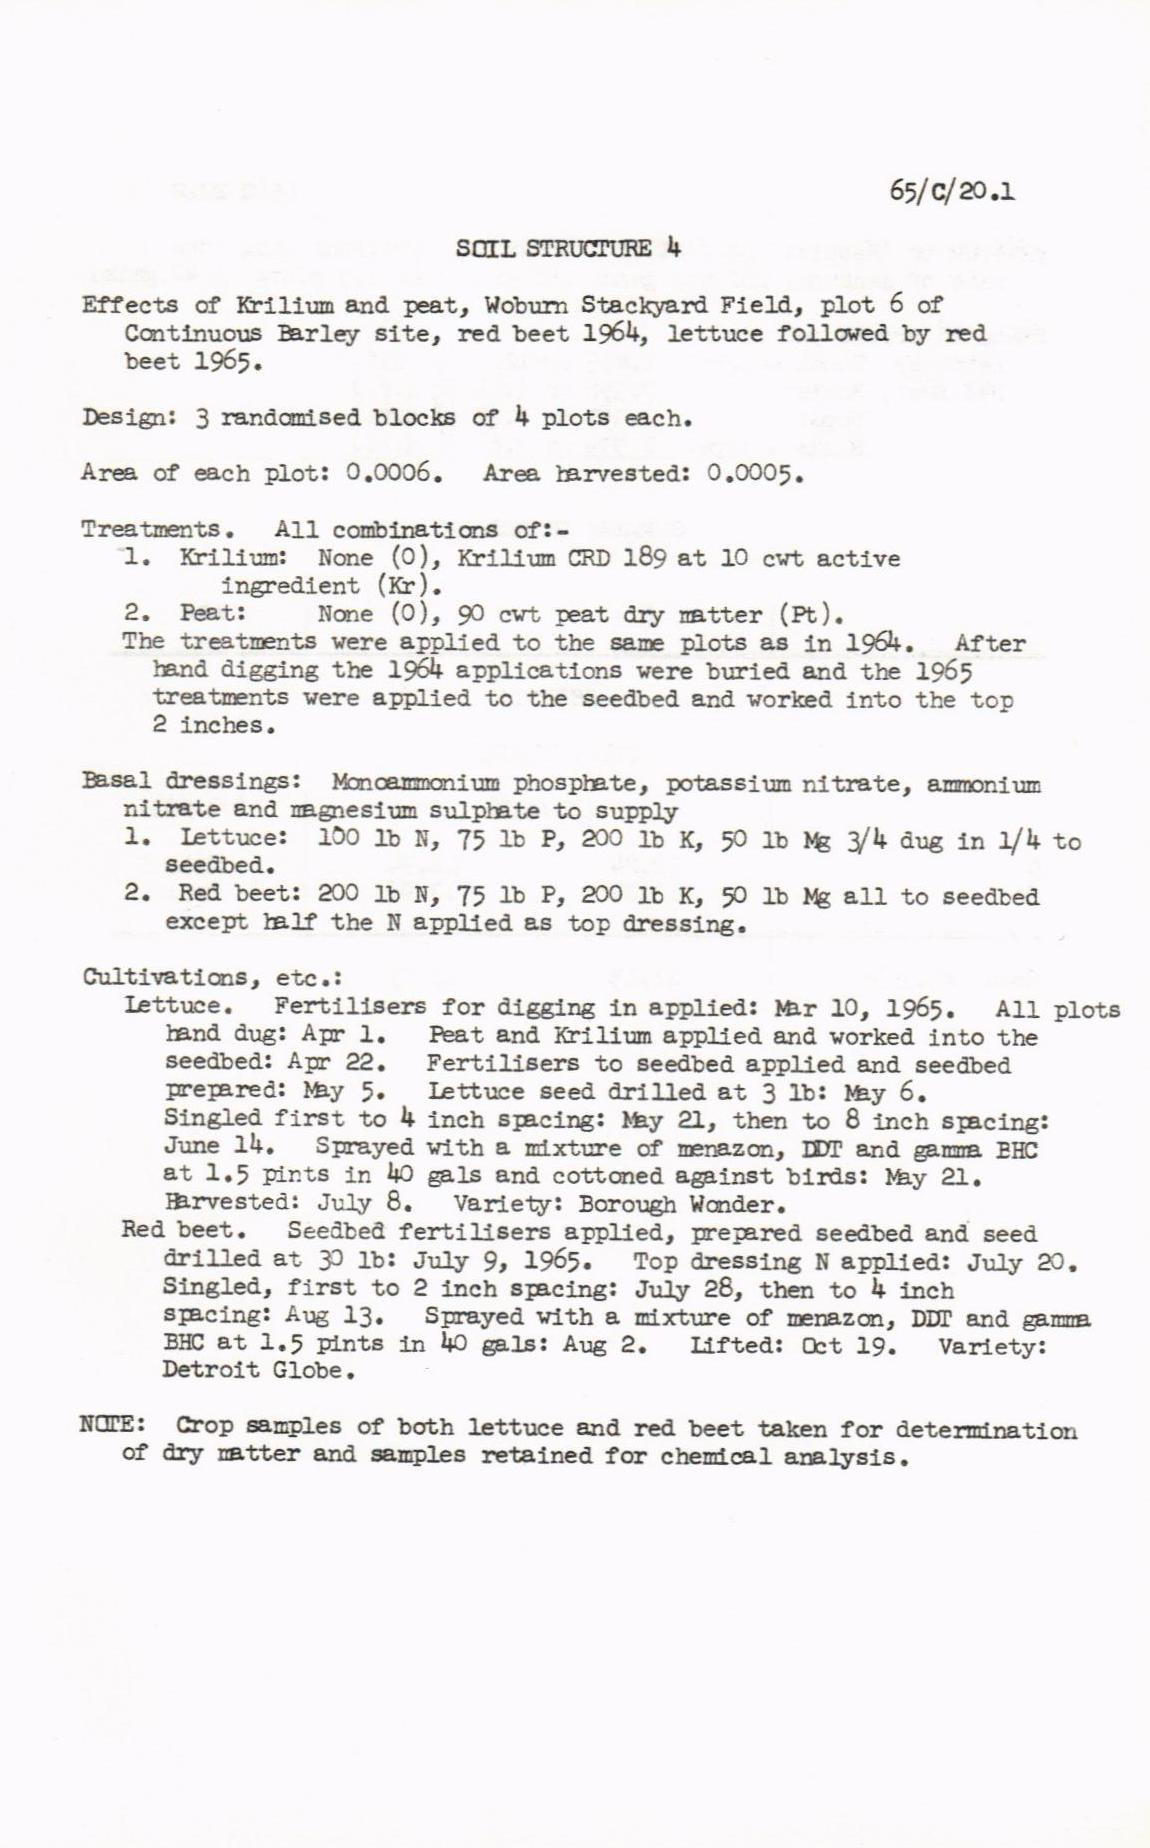 65/C/20.1
SOIL STRUCTURE 4
Effects of Krilium and peat, Woburn Stackyard Field, plot 6 of
Continuous Barley site, red beet 1964, lettuce followed by red
beet 1965.
Design: 3 randomised blocks of 4 plots each.
Area of each plot: 0.0006. Area harvested: 0.0005.
Treatments. All combinations of:-
1. Krilium: None (O), Krilium CRD 189 at 10 cwt active
ingredient (Kr).
2. Peat: None (O), 90 cwt peat dry matter (Pt).
The treatments were applied to the same plots as in 1964. After
hand digging the 1964 applications were buried and the 1965
treatments were applied to the seedbed and worked into the top
2 inches.
Basal dressings: Monoammonium phosphate, potassium nitrate, ammonium
nitrate and magnesium sulphate to supply
1. Lettuce: 100 lb N, 75 lb P, 200 lb K, 50 lb Mg 3/4 dug in 1/4 to
seedbed.
2. Red beet: 200 lb N, 75 lb P, 200 lb K, 50 lb Mg all to seedbed
except half the N applied as top dressing.
Cultivations, etc.:
Lettuce. Fertilisers for digging in applied: Mar 10, 1965. All plots
hand dug: Apr 1. Peat and Krilium applied and worked into the
seedbed: Apr 22. Fertilisers to seedbed applied and seedbed
prepared: May 5. Lettuce seed drilled at 3 lb: May 6.
Singled first to 4 inch spacing: May 21, then to 8 inch spacing:
June 14. Sprayed with a mixture of menazon, DDT and gamma BHC
at 1.5 pints in 40 gals and cottoned against birds: May 21.
Harvested: July 8. Variety: Borough Wonder.
Red beet. Seedbed fertilisers applied, prepared seedbed and seed
drilled at 30 lb: July 9, 1965. Top dressing N applied: July 20.
Singled, first to 2 inch spacing: July 28, then to 4 inch
spacing: Aug 13. Sprayed with a mixture of menazon, DDT and gamma
BHC at 1.5 pints in 40 gals: Aug 2. Lifted: Oct 19. Variety:
Detroit Globe.
NOTE: Crop samples of both lettuce and red beet taken for determination
of dry matter and samples retained for chemical analysis.